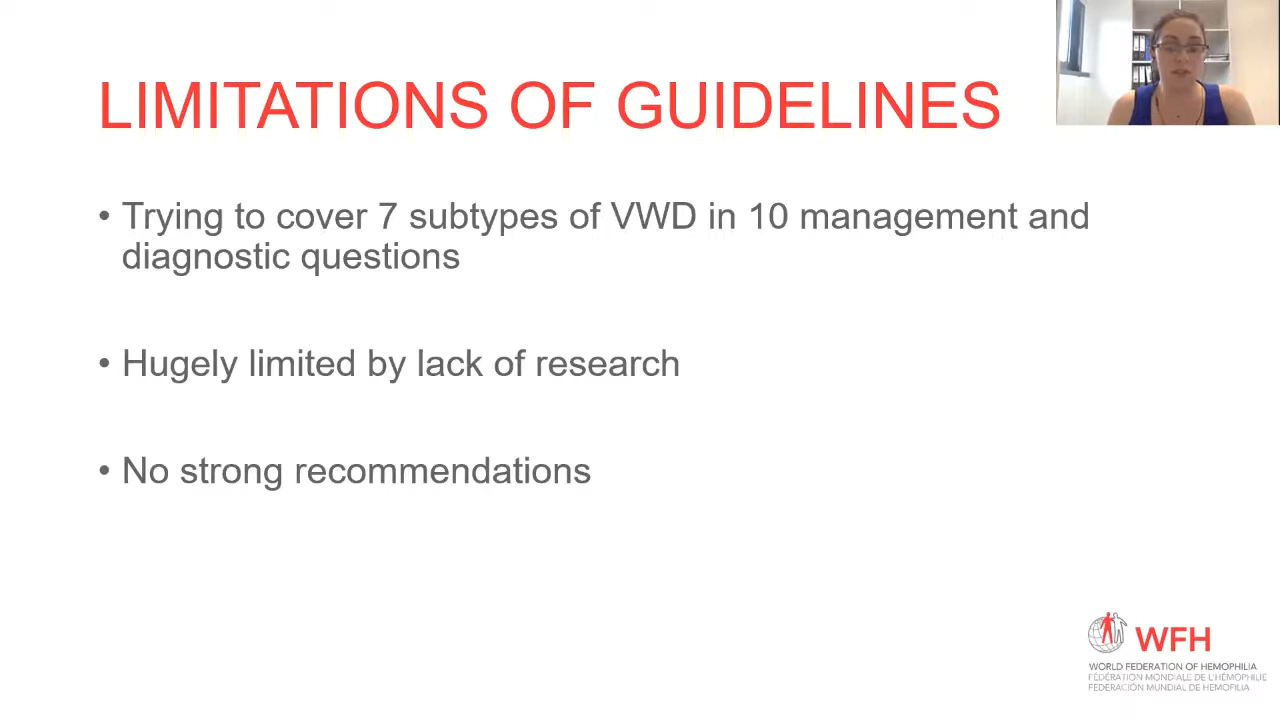 LIMITATIONS OF GUIDELINES
• Trying to cover 7 subtypes of VWD in 10 management and
diagnostic questions
• Hugely limited by lack of research
• No strong recommendations
WFH
WORLD FEDERATION OF HEMOPHILIA
FÉDÉRATION MONDIALE DE L'HÉMOPHILIE
FEDERACIÓN MUNDIAL DE HEMOFILIA